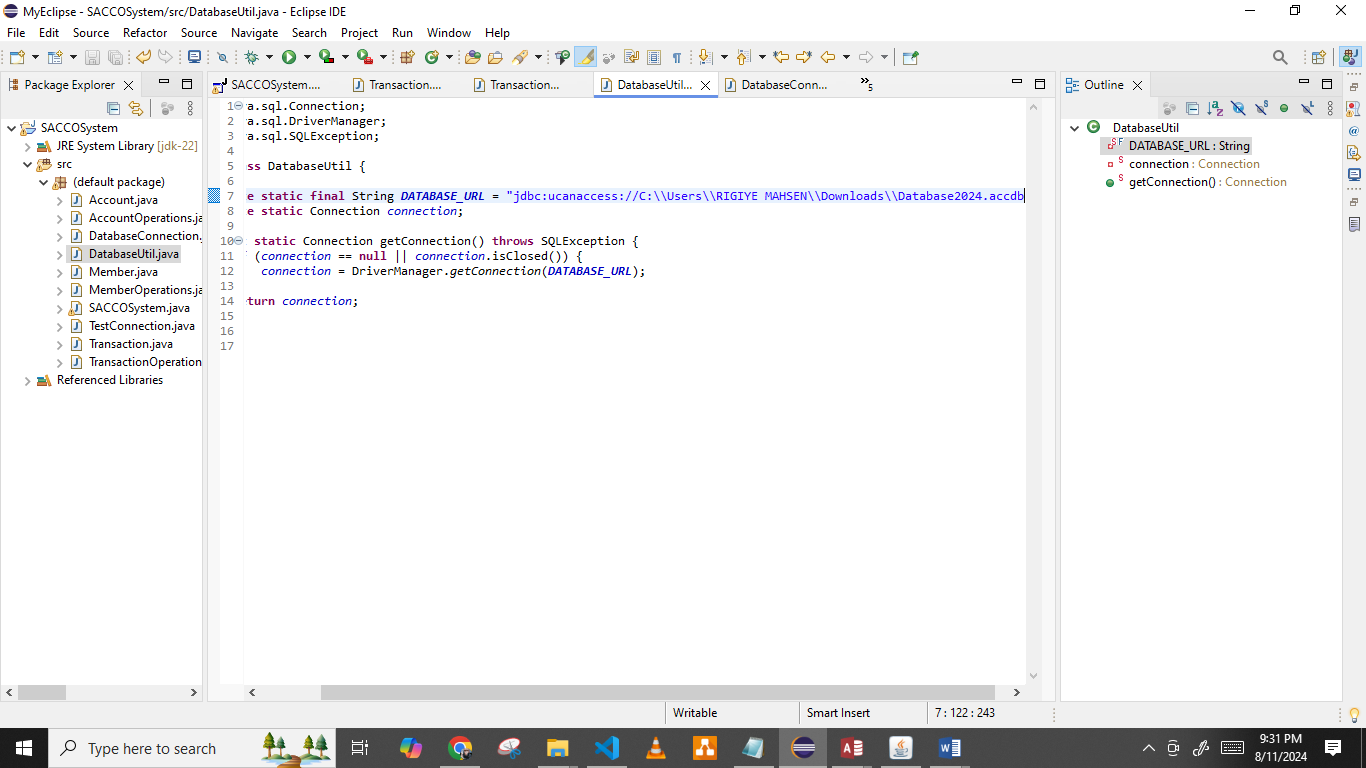 MyEclipse - SACCOSystem/src/DatabaseUtil.java - Eclipse IDE
File Edit Source Refactor Source Navigate Search Project Run Window Help
Package Explorer
SACCOSystem
JRE System Library [jdk-22]
src
(default package)
Account.java
AccountOperations.ja
DatabaseConnection.
DatabaseUtil.java
Member.java
MemberOperations.ja
SACCOSystem.java
TestConnection.java
Transaction.java
TransactionOperation
Referenced Libraries
SACCOSystem.... Transaction.... Transaction... DatabaseUtil... DatabaseConn... »5
1 a.sql.Connection;
2 a.sql.DriverManager;
3 a.sql.SQLException;
4
5 ss DatabaseUtil {
6
7 e static final String DATABASE_URL = "jdbc:ucanaccess://C:\\Users\\RIGIYE MAHSEN\\Downloads\\Database2024.accdb
8 e static Connection connection;
9
10 static Connection getConnection() throws SQLException {
11 (connection == null || connection.isClosed()) {
12 connection = DriverManager.getConnection(DATABASE_URL);
13
14 turn connection;
15
16
17
Outline
DatabaseUtil
DATABASE_URL : String
connection : Connection
getConnection() : Connection
Writable Smart Insert 7 : 122 : 243
Type here to search
9:31 PM
8/11/2024